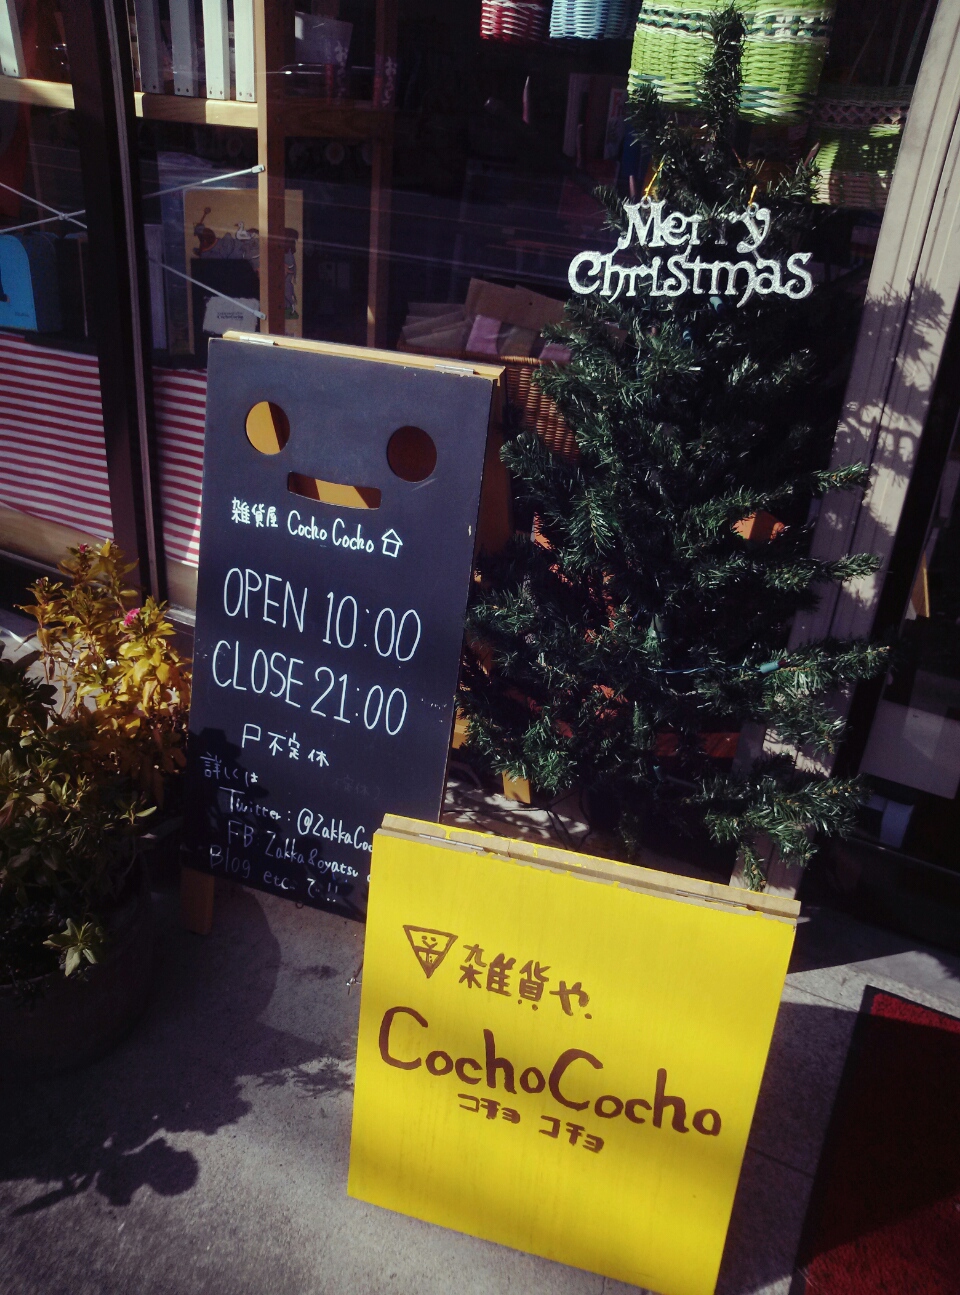 Merry
Christmas
雑貨屋 Cocho Cocho
OPEN 10:00
CLOSE 21:00
不定休
詳しくは
Twitter: @ZakkaCoc
FB Zakka&oyatsu
Blog etc. で!!
雑貨や
CochoCocho
コチョ コチョ